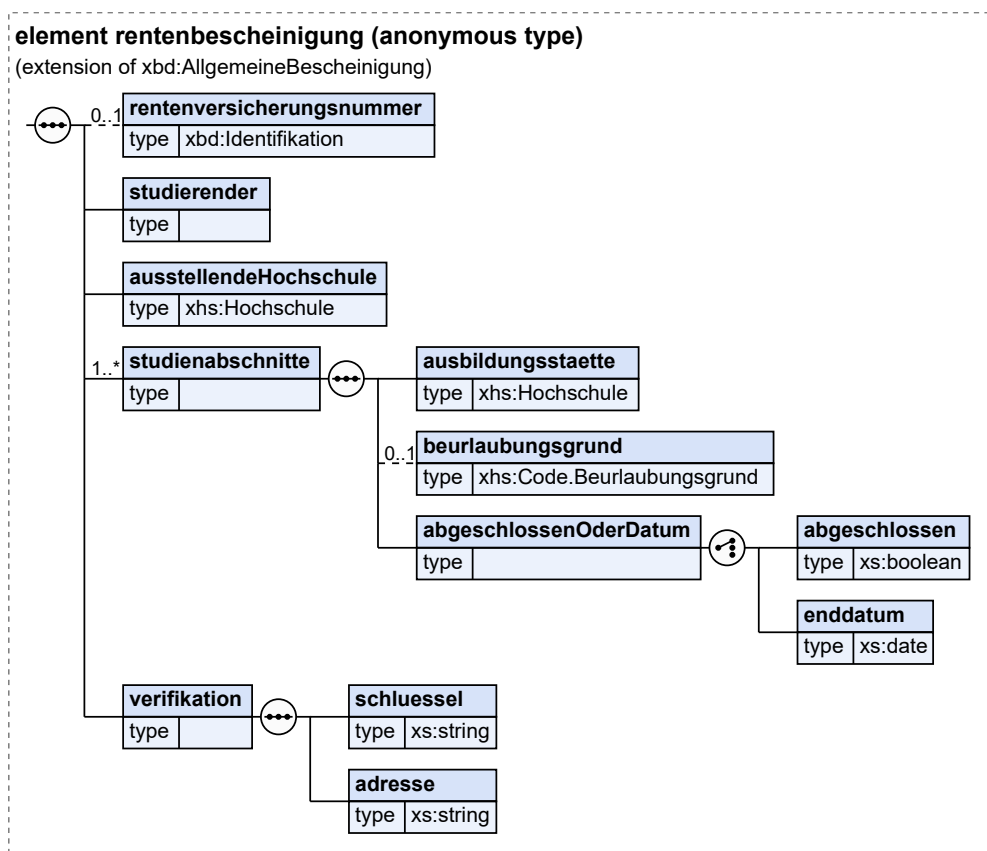 element rentenbescheinigung (anonymous type)
(extension of xbd:AllgemeineBescheinigung)
0..1
rentenversicherungsnummer
type xbd:Identifikation
studierender
type
ausstellendeHochschule
type xhs:Hochschule
1..*
studienabschnitte
type
ausbildungsstaette
type xhs:Hochschule
0..1
beurlaubungsgrund
type xhs:Code.Beurlaubungsgrund
abgeschlossenOderDatum
type
abgeschlossen
type xs:boolean
enddatum
type xs:date
verifikation
type
schluessel
type xs:string
adresse
type xs:string